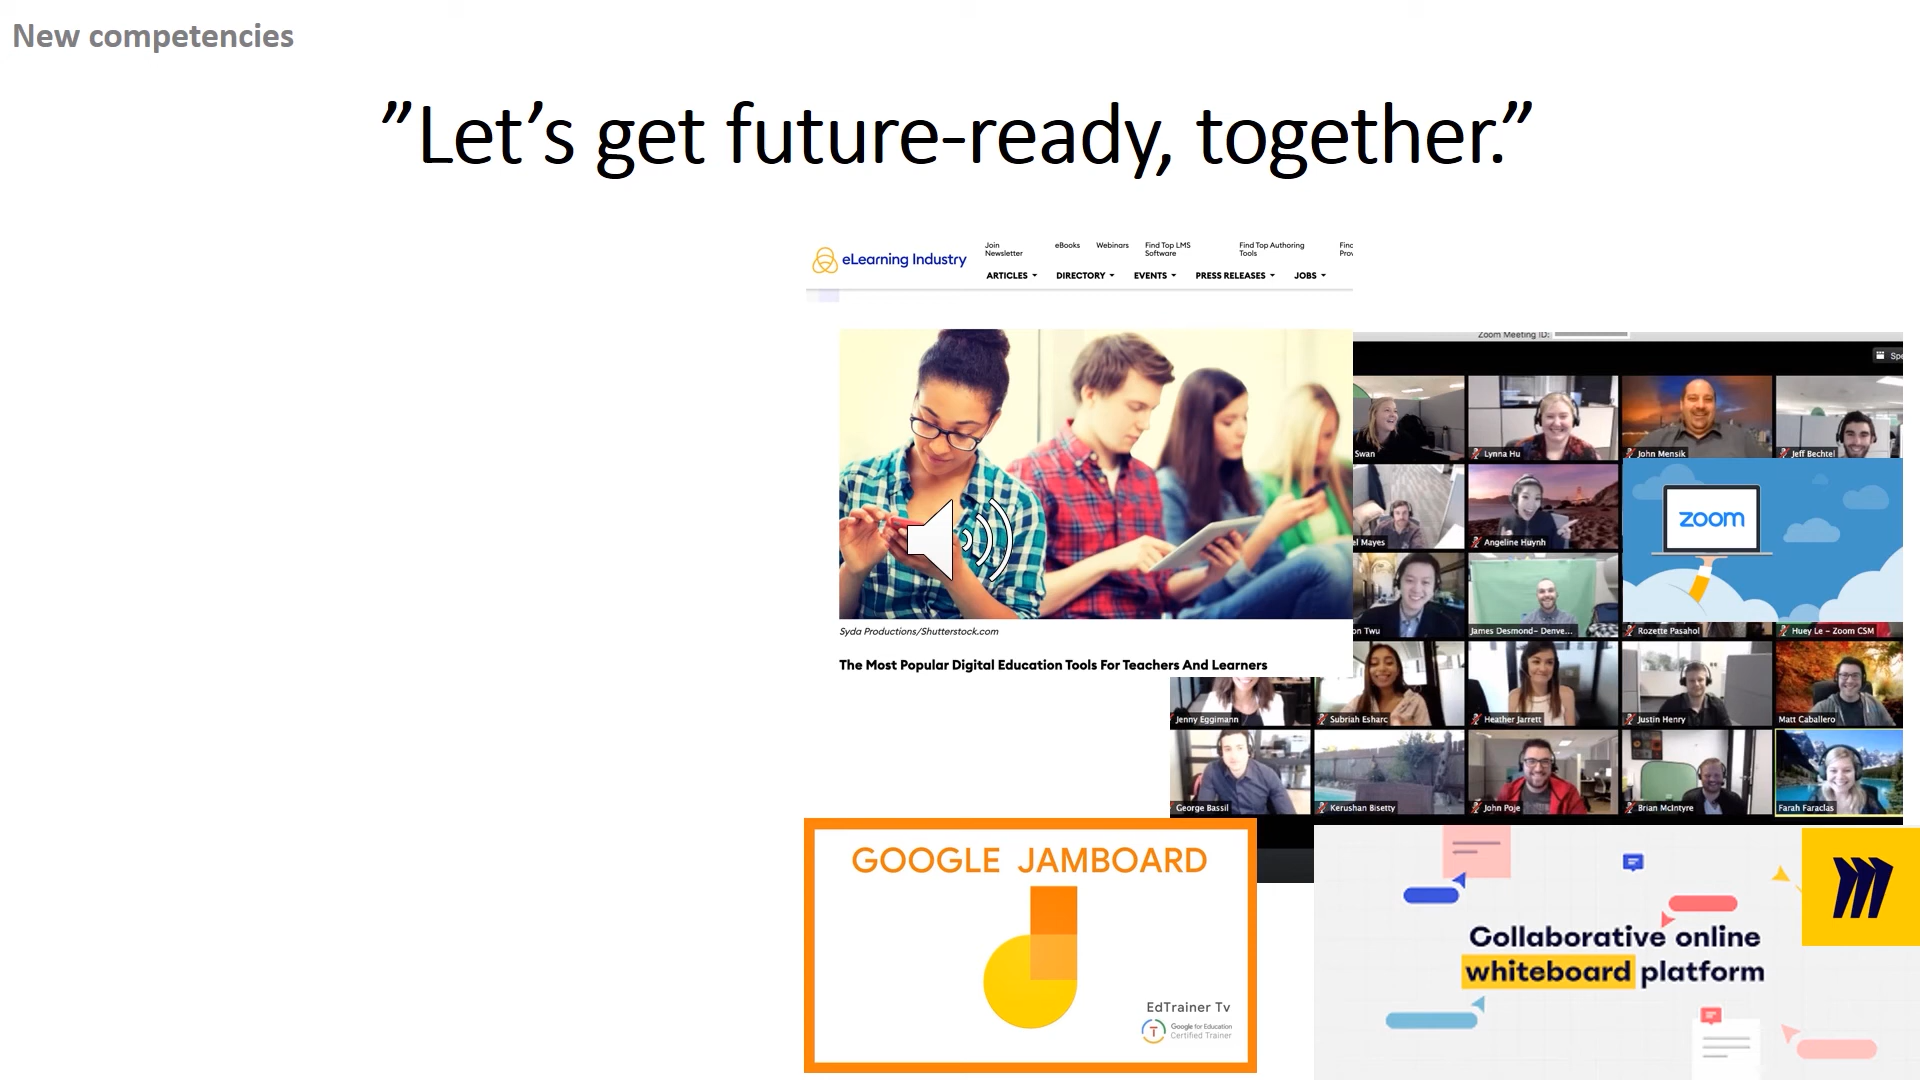 New competencies
”Let’s get future-ready, together.”
eLearning Industry
Join Newsletter
eBooks
Webinars
Find Top LMS Software
Find Top Authoring Tools
ARTICLES
DIRECTORY
EVENTS
PRESS RELEASES
JOBS
Syda Productions/Shutterstock.com
The Most Popular Digital Education Tools For Teachers And Learners
Zoom Meeting ID:
Swan
Lynna Hu
John Mensik
Jeff Bechtel
Mayes
Angeline Huynh
zoom
Twu
James Desmond- Denve...
Rozette Pasahol
Huey Le - Zoom CSM
Jenny Eggimann
Subriah Esharc
Heather Jarrett
Justin Henry
Matt Caballero
George Bassil
Kerushan Bisetty
John Poje
Brian McIntyre
Farah Faraclas
GOOGLE JAMBOARD
EdTrainer Tv
T
Google for Education
Certified Trainer
Collaborative online
whiteboard platform